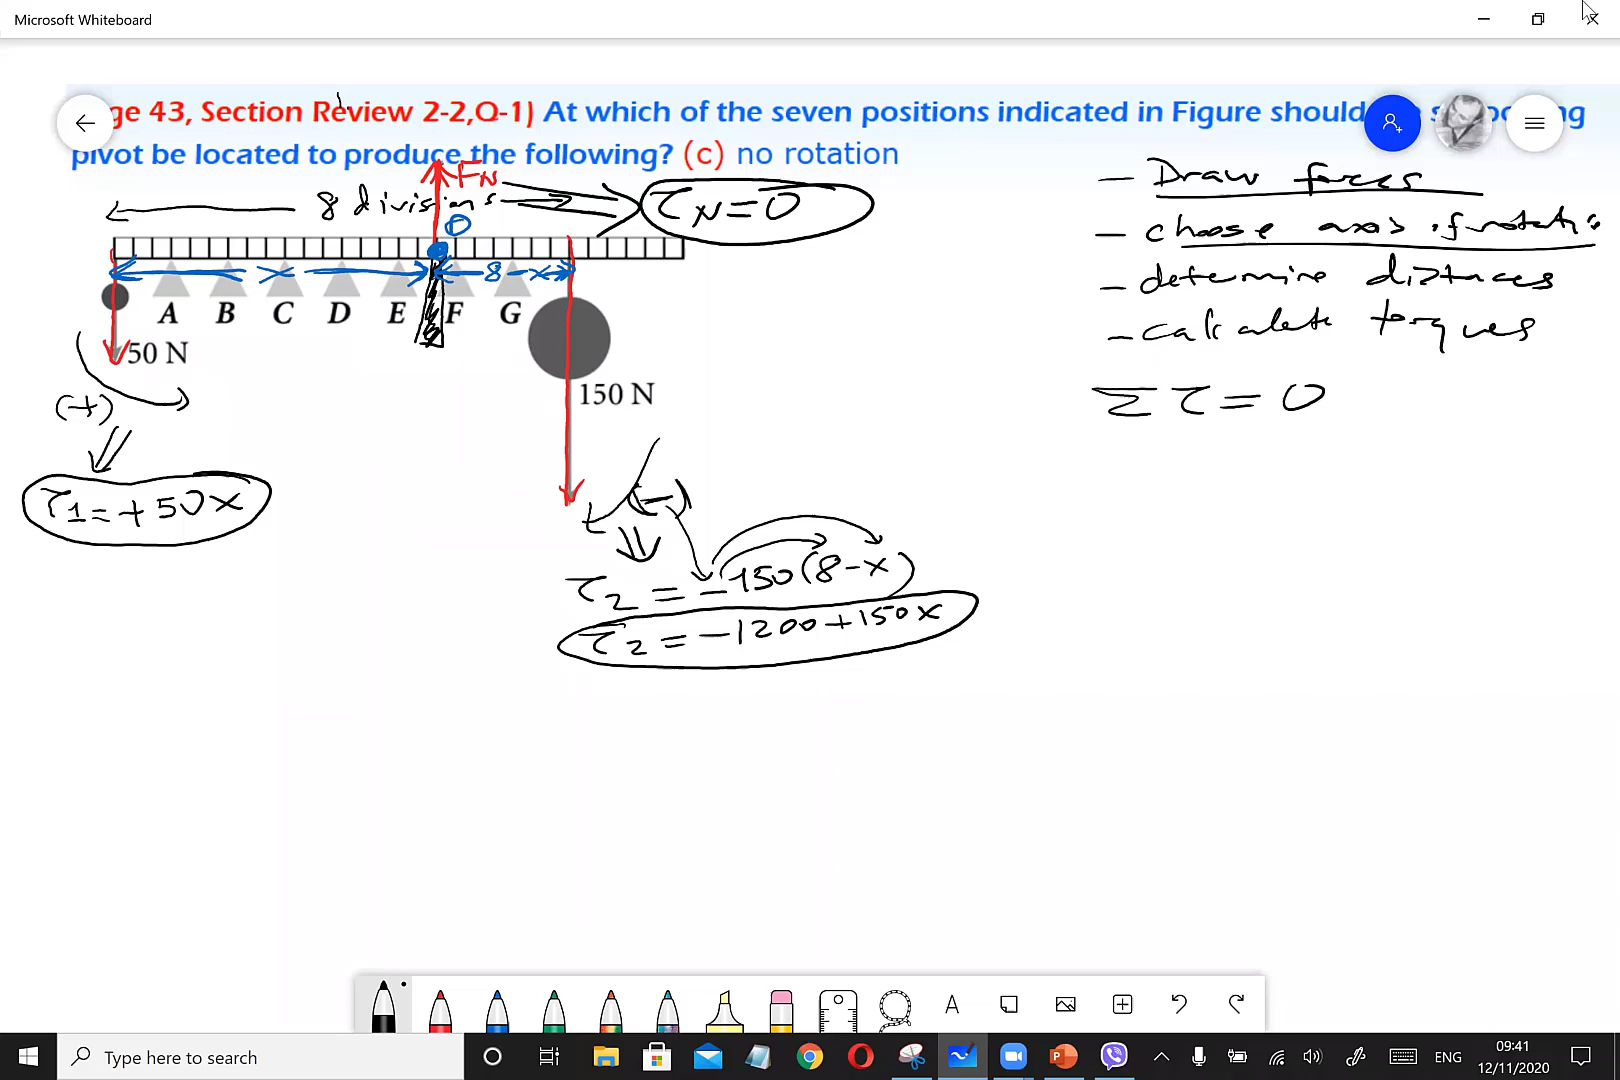 Microsoft Whiteboard
ge 43, Section Review 2-2,Q-1) At which of the seven positions indicated in Figure should
pivot be located to produce the following? (c) no rotation
FN
8 divisions
τN=0
O
x
8-x
A B C D E F G
50 N
150 N
(+)
τ1=+50x
(-)
τ2 = -150(8-x)
τ2 = -1200+150x
- Draw forces
- choose axis of rotati
- determine distances
- calculate torques
Στ=0
A
Type here to search
ENG
09:41
12/11/2020